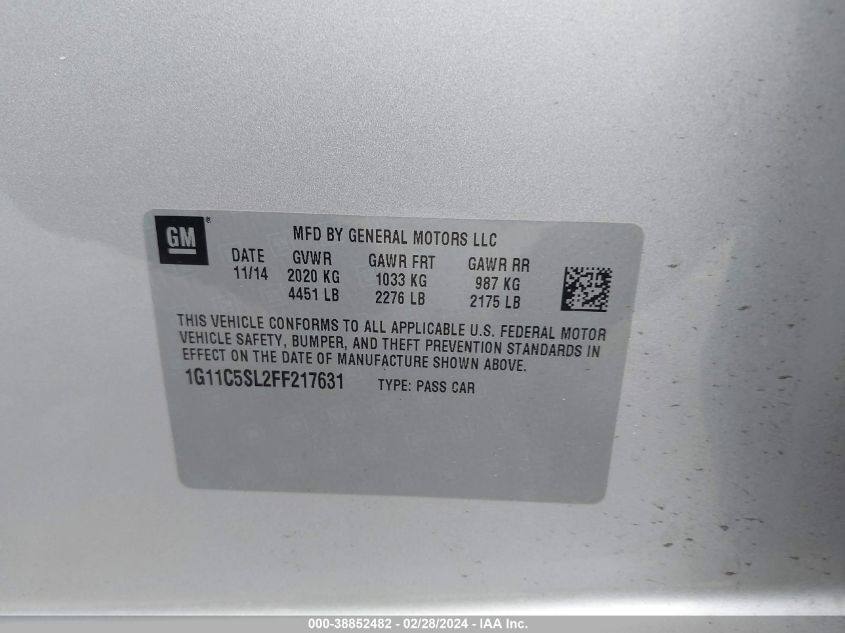 GM®
MFD BY GENERAL MOTORS LLC
DATE GVWR GAWR FRT GAWR RR
11/14 2020 KG 1033 KG 987 KG
4451 LB 2276 LB 2175 LB
THIS VEHICLE CONFORMS TO ALL APPLICABLE U.S. FEDERAL MOTOR
VEHICLE SAFETY, BUMPER, AND THEFT PREVENTION STANDARDS IN
EFFECT ON THE DATE OF MANUFACTURE SHOWN ABOVE.
1G11C5SL2FF217631 TYPE: PASS CAR
000-38852482 - 02/28/2024 - IAA Inc.